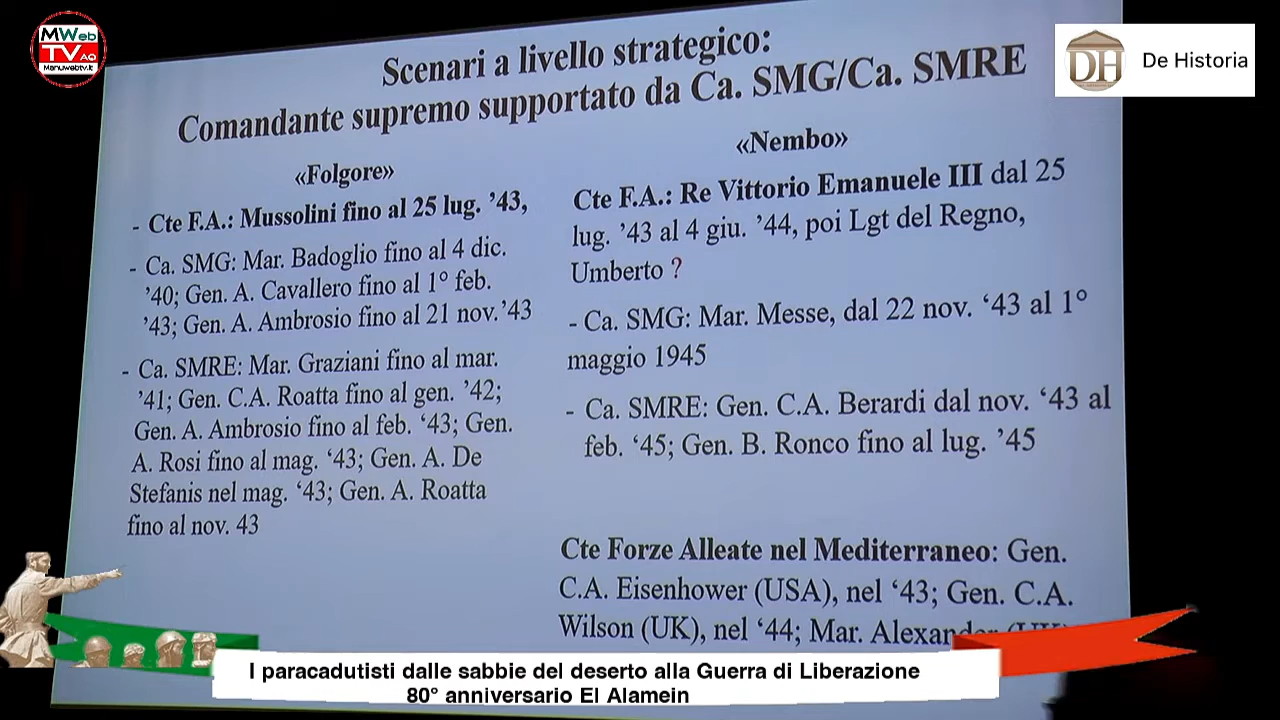 MWeb
TV AQ
Manuwebtv.it
DH
De Historia
Scenari a livello strategico:
Comandante supremo supportato da Ca. SMG/Ca. SMRE
«Folgore»
- Cte F.A.: Mussolini fino al 25 lug. ’43,
- Ca. SMG: Mar. Badoglio fino al 4 dic.
’40; Gen. A. Cavallero fino al 1° feb.
’43; Gen. A. Ambrosio fino al 21 nov.’43
- Ca. SMRE: Mar. Graziani fino al mar.
’41; Gen. C.A. Roatta fino al gen. ’42;
Gen. A. Ambrosio fino al feb. ‘43; Gen.
A. Rosi fino al mag. ‘43; Gen. A. De
Stefanis nel mag. ‘43; Gen. A. Roatta
fino al nov. 43
«Nembo»
Cte F.A.: Re Vittorio Emanuele III dal 25
lug. ’43 al 4 giu. ’44, poi Lgt del Regno,
Umberto ?
- Ca. SMG: Mar. Messe, dal 22 nov. ‘43 al 1°
maggio 1945
- Ca. SMRE: Gen. C.A. Berardi dal nov. ‘43 al
feb. ‘45; Gen. B. Ronco fino al lug. ’45
Cte Forze Alleate nel Mediterraneo: Gen.
C.A. Eisenhower (USA), nel ‘43; Gen. C.A.
Wilson (UK), nel ‘44; Mar. Alexander (UK)
I paracadutisti dalle sabbie del deserto alla Guerra di Liberazione
80° anniversario El Alamein